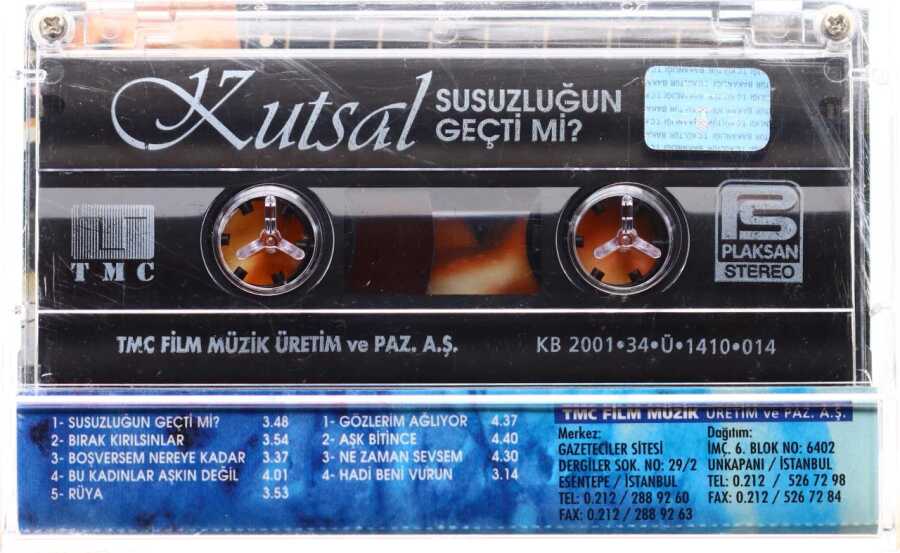 Kutsal
SUSUZLUĞUN
GEÇTİ Mİ?
TMC
PLAKSAN
STEREO
TMC FİLM MÜZİK ÜRETİM ve PAZ. A.Ş.
KB 2001•34•Ü•1410•014
1- SUSUZLUĞUN GEÇTİ Mİ? 3.48
2- BIRAK KIRILSINLAR 3.54
3- BOŞVERSEM NEREYE KADAR 3.37
4- BU KADINLAR AŞKIN DEĞİL 4.01
5- RÜYA 3.53
1- GÖZLERİM AĞLIYOR 4.37
2- AŞK BİTİNCE 4.40
3- NE ZAMAN SEVSEM 4.30
4- HADİ BENİ VURUN 3.14
TMC FİLM MÜZİK ÜRETİM ve PAZ. A.Ş.
Merkez:
GAZETECİLER SİTESİ
DERGİLER SOK. NO: 29/2
ESENTEPE / İSTANBUL
TEL: 0.212 / 288 92 60
FAX: 0.212 / 288 92 63
Dağıtım:
İMÇ. 6. BLOK NO: 6402
UNKAPANI / İSTANBUL
TEL: 0.212 / 526 72 98
FAX: 0.212 / 526 72 84